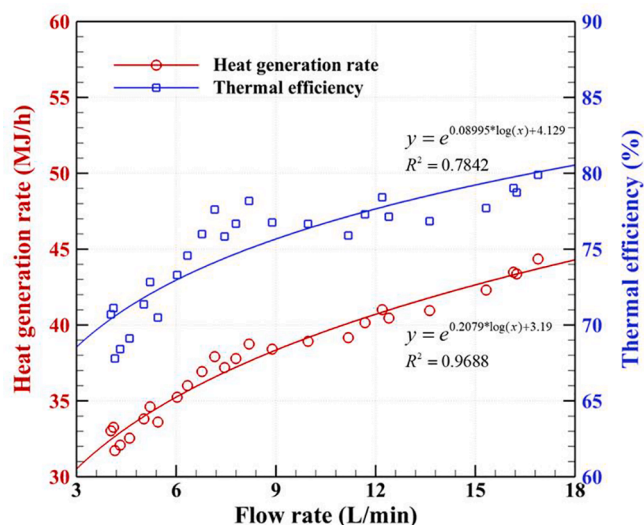 60
90
Heat generation rate
Thermal efficiency
55
85
y = e^{0.08995*log(x)+4.129}
R^2 = 0.7842
50
80
45
75
40
70
y = e^{0.2079*log(x)+3.19}
R^2 = 0.9688
35
65
30
60
3 6 9 12 15 18
Flow rate (L/min)
Heat generation rate (MJ/h)
Thermal efficiency (%)